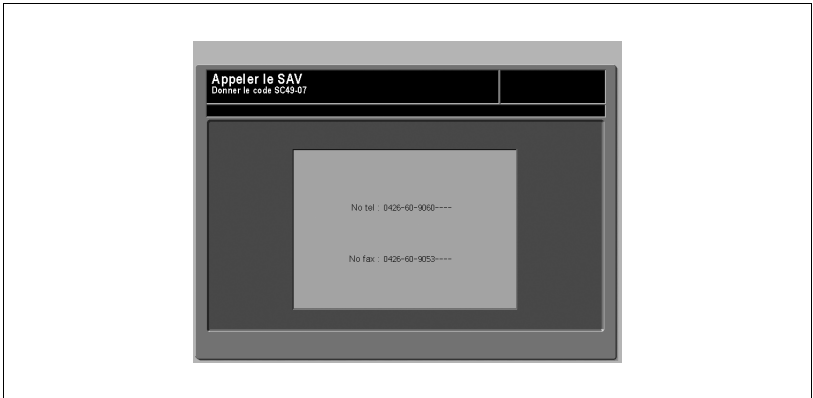 Appeler le SAV
Donner le code SC49-07
No tel : 0426-60-9060----
No fax : 0426-60-9053----